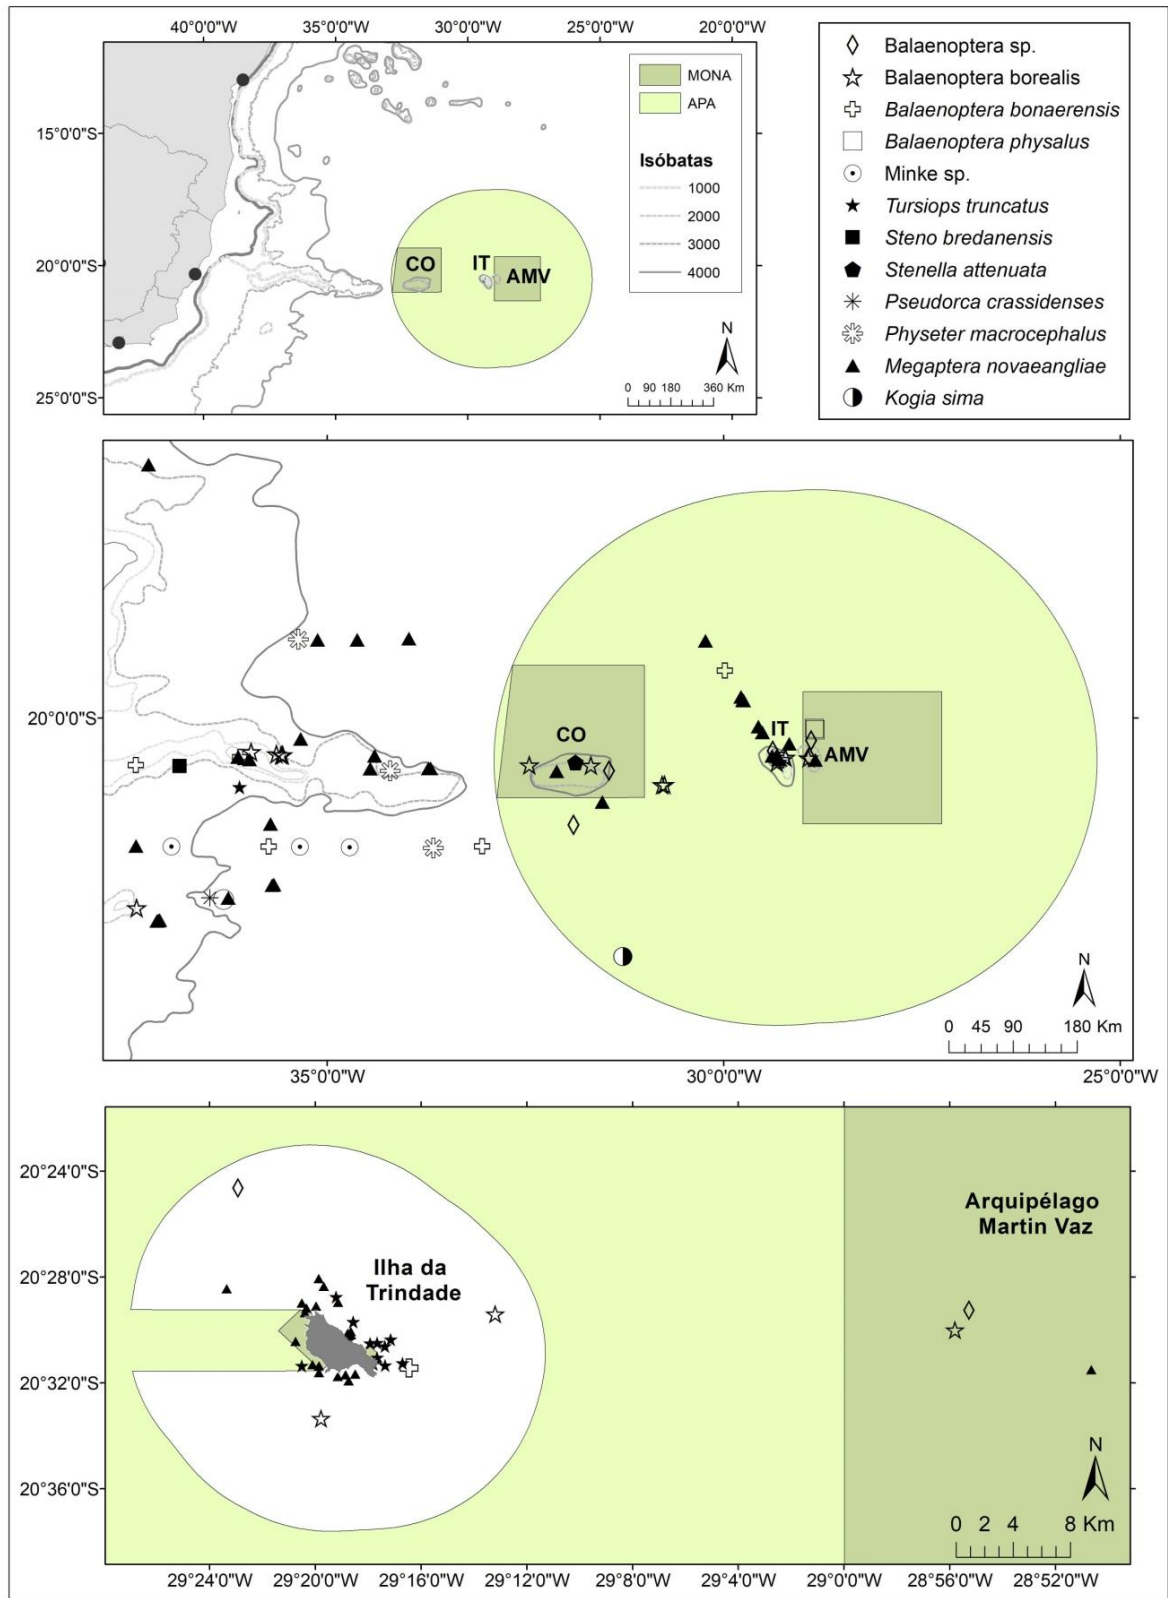 40°0'0"W 35°0'0"W 30°0'0"W 25°0'0"W 20°0'0"W
15°0'0"S
20°0'0"S
25°0'0"S
MONA
APA
Isóbatas
1000
2000
3000
4000
CO
IT
AMV
N
0 90 180 360 Km
Balaenoptera sp.
Balaenoptera borealis
Balaenoptera bonaerensis
Balaenoptera physalus
Minke sp.
Tursiops truncatus
Steno bredanensis
Stenella attenuata
Pseudorca crassidenses
Physeter macrocephalus
Megaptera novaeangliae
Kogia sima
20°0'0"S
CO
IT
AMV
N
0 45 90 180 Km
35°0'0"W 30°0'0"W 25°0'0"W
20°24'0"S
20°28'0"S
20°32'0"S
20°36'0"S
Ilha da
Trindade
Arquipélago
Martin Vaz
N
0 2 4 8 Km
29°24'0"W 29°20'0"W 29°16'0"W 29°12'0"W 29°8'0"W 29°4'0"W 29°0'0"W 28°56'0"W 28°52'0"W